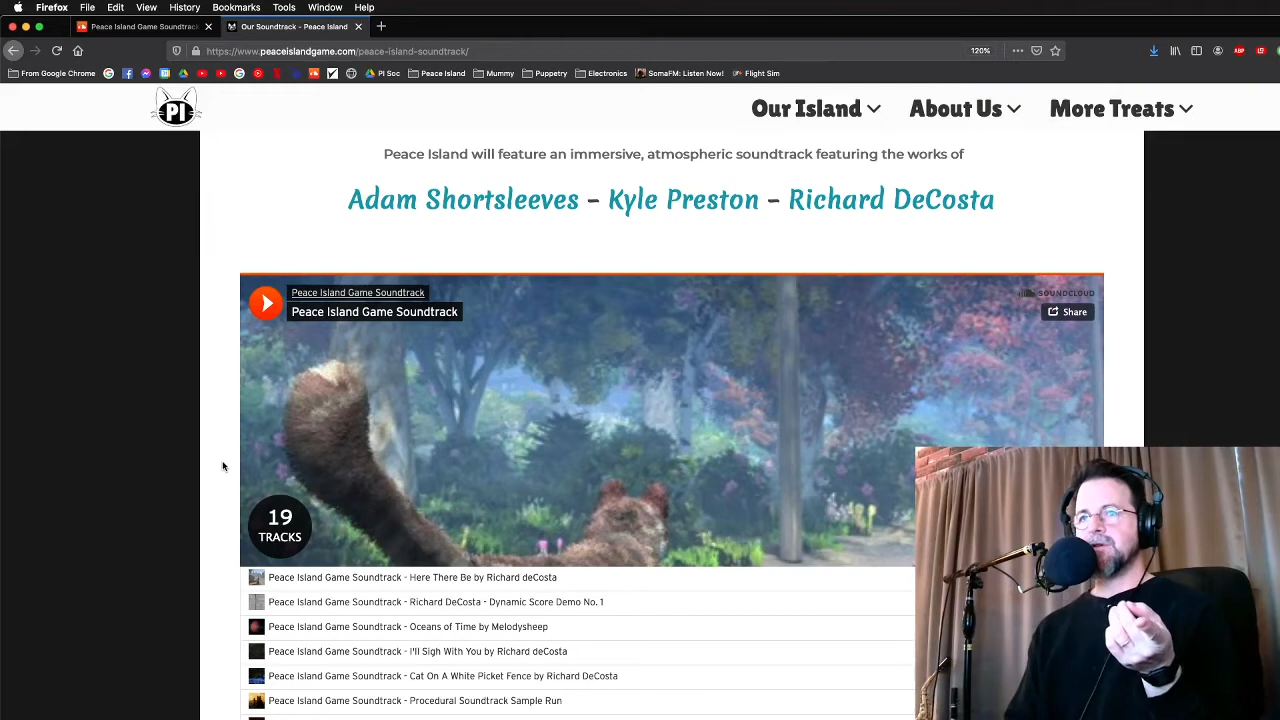 Firefox File Edit View History Bookmarks Tools Window Help
Peace Island Game Soundtrack
Our Soundtrack - Peace Island
https://www.peaceislandgame.com/peace-island-soundtrack/
120%
ABP
From Google Chrome
PI Soc
Peace Island
Mummy
Puppetry
Electronics
SomaFM: Listen Now!
Flight Sim
PI
Our Island
About Us
More Treats
Peace Island will feature an immersive, atmospheric soundtrack featuring the works of
Adam Shortsleeves – Kyle Preston – Richard DeCosta
Peace Island Game Soundtrack
Peace Island Game Soundtrack
SOUNDCLOUD
Share
19
TRACKS
Peace Island Game Soundtrack - Here There Be by Richard deCosta
Peace Island Game Soundtrack - Richard DeCosta - Dynamic Score Demo No. 1
Peace Island Game Soundtrack - Oceans of Time by Melodysheep
Peace Island Game Soundtrack - I'll Sigh With You by Richard deCosta
Peace Island Game Soundtrack - Cat On A White Picket Fence by Richard DeCosta
Peace Island Game Soundtrack - Procedural Soundtrack Sample Run